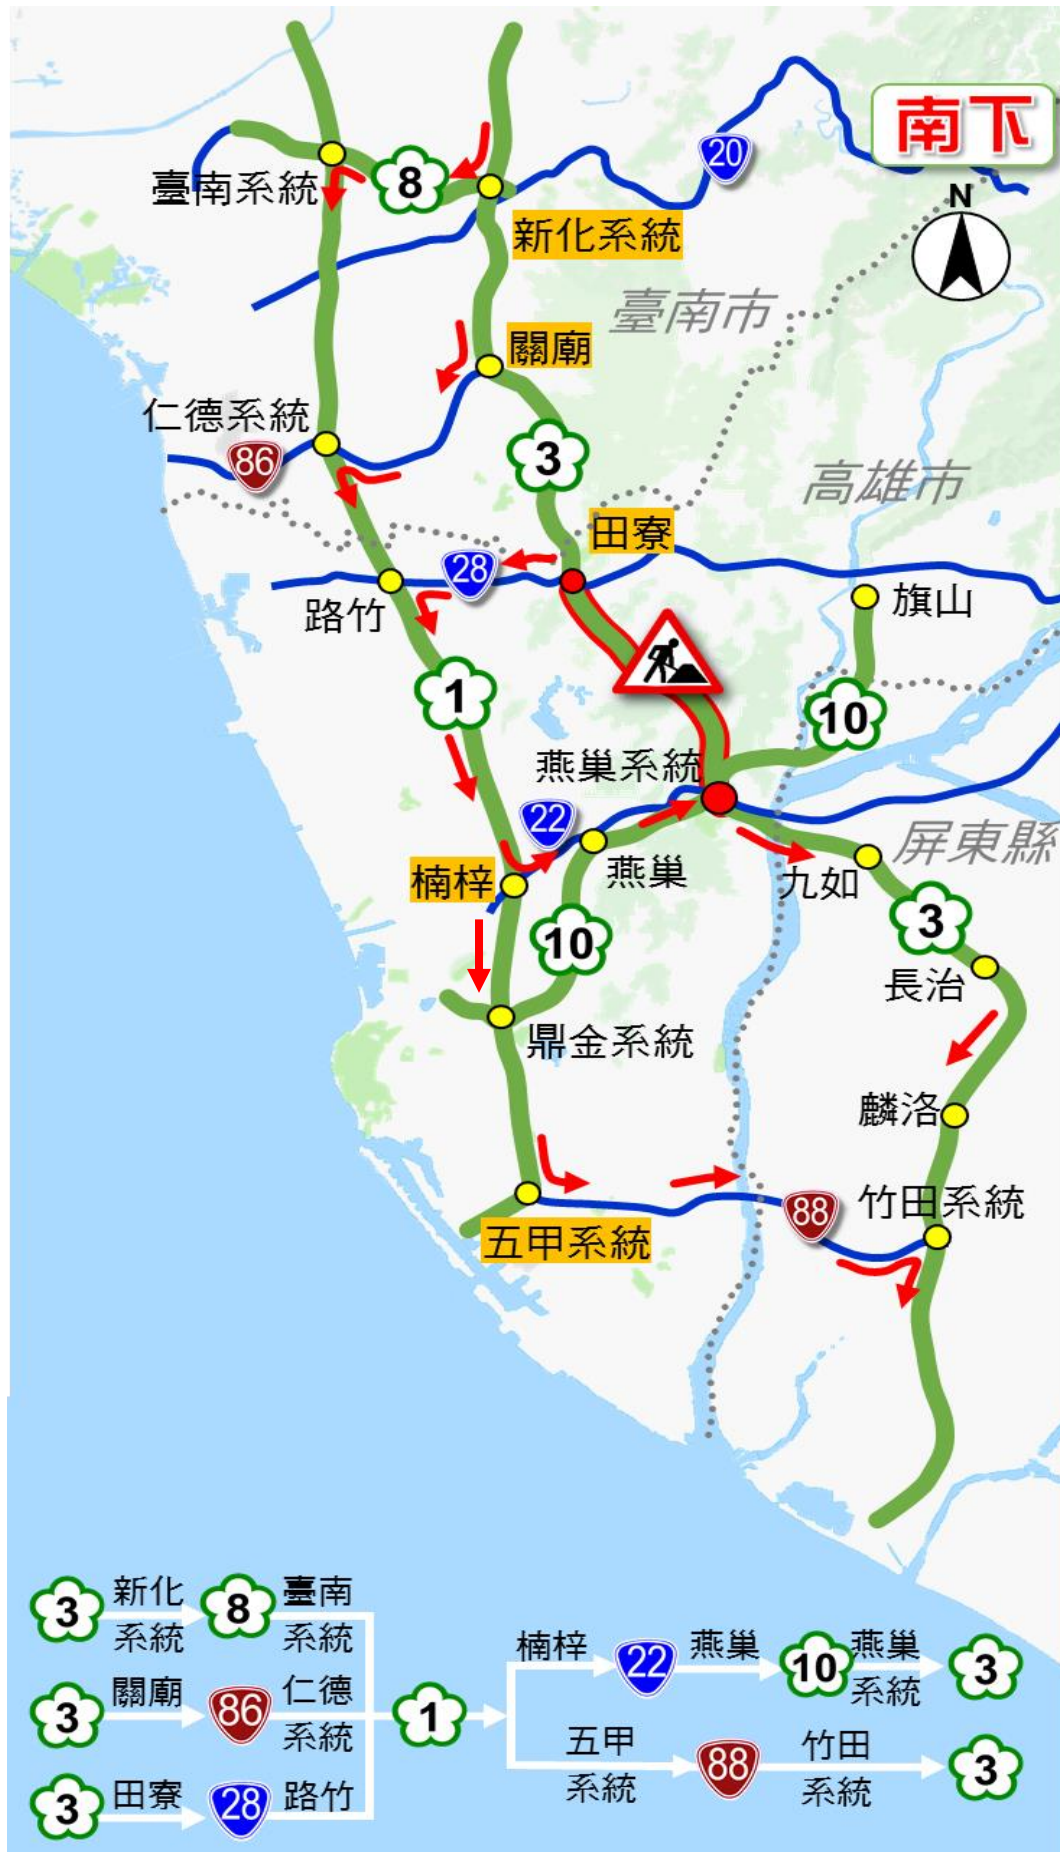 南下
20
N
臺南系統
8
新化系統
臺南市
關廟
仁德系統
86
3
高雄市
田寮
28
路竹
旗山
1
10
燕巢系統
22
屏東縣
燕巢
九如
楠梓
3
10
長治
鼎金系統
麟洛
竹田系統
88
五甲系統
3 新化系統 8 臺南系統
3 關廟 86 仁德系統
3 田寮 28 路竹
1
楠梓 22 燕巢 10 燕巢系統 3
五甲系統 88 竹田系統 3